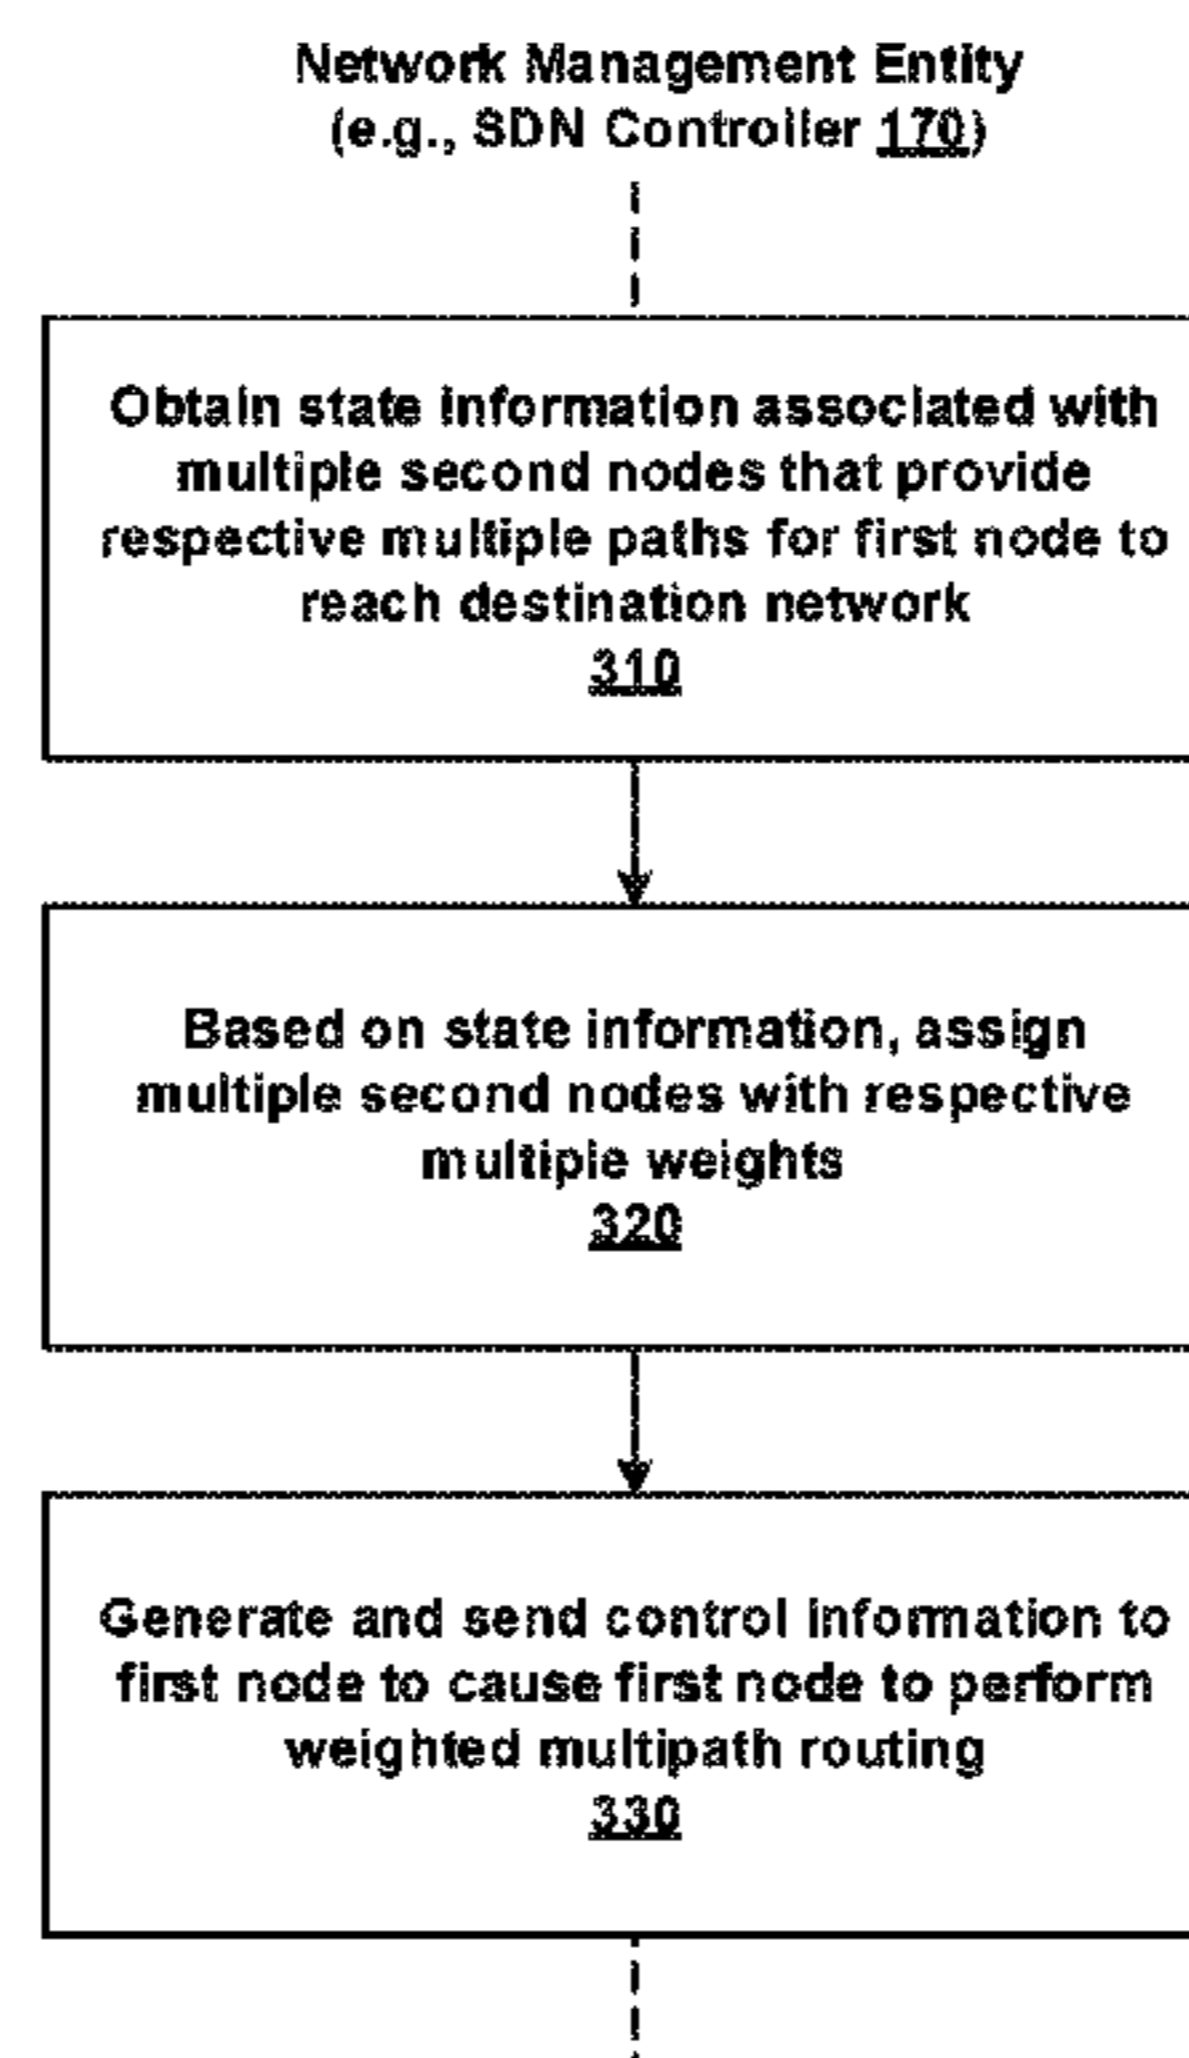 Network Management Entity
(e.g., SDN Controller 170)
Obtain state information associated with
multiple second nodes that provide
respective multiple paths for first node to
reach destination network
310
Based on state information, assign
multiple second nodes with respective
multiple weights
320
Generate and send control information to
first node to cause first node to perform
weighted multipath routing
330